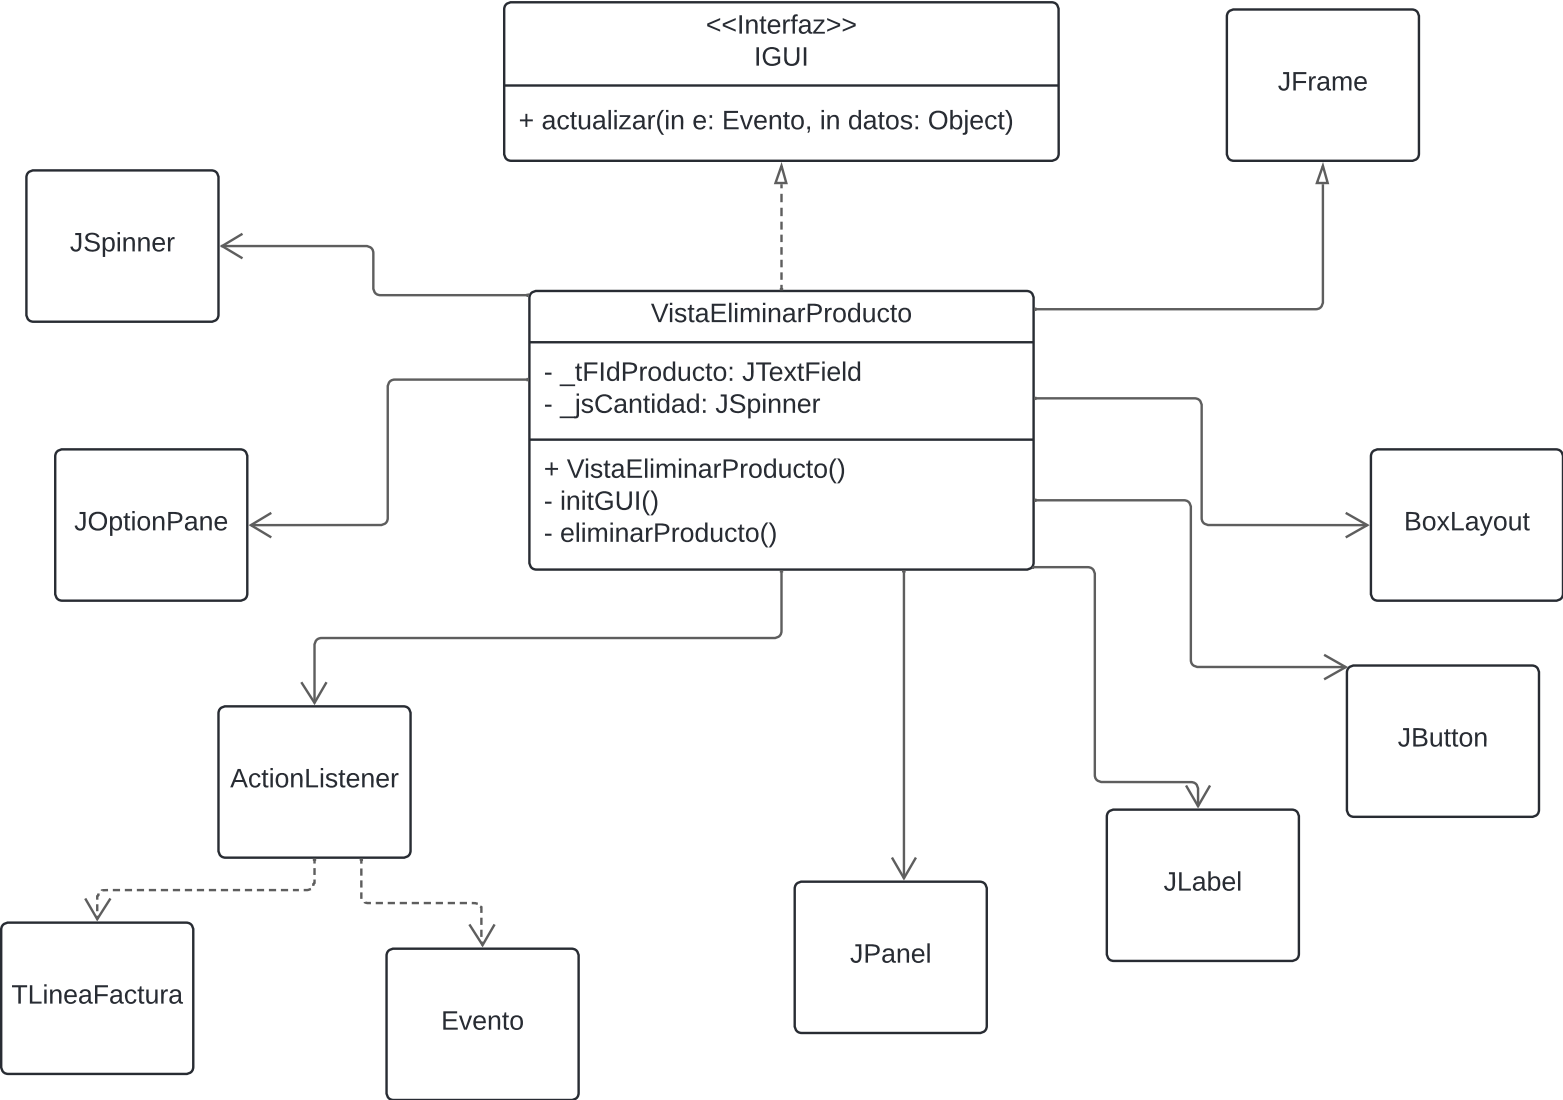 <<Interfaz>>
IGUI
+ actualizar(in e: Evento, in datos: Object)
JFrame
JSpinner
VistaEliminarProducto
- _tFIdProducto: JTextField
- _jsCantidad: JSpinner
+ VistaEliminarProducto()
- initGUI()
- eliminarProducto()
JOptionPane
BoxLayout
JButton
ActionListener
JLabel
JPanel
TLineaFactura
Evento